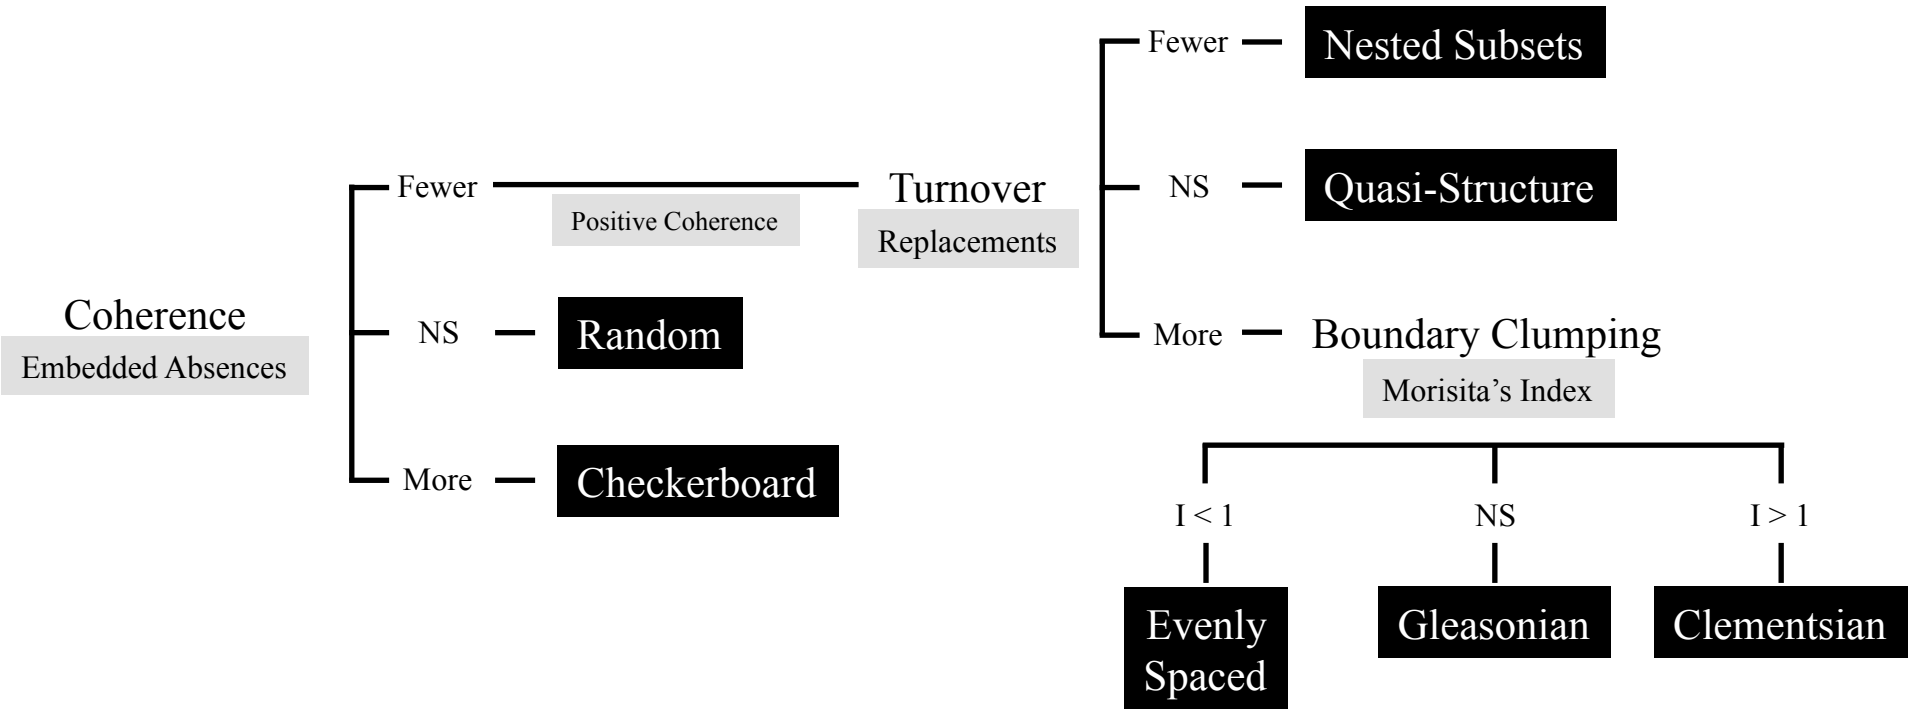 Coherence
Embedded Absences
Fewer
Positive Coherence
NS
Random
More
Checkerboard
Turnover
Replacements
Fewer
Nested Subsets
NS
Quasi-Structure
More
Boundary Clumping
Morisita’s Index
I < 1
Evenly
Spaced
NS
Gleasonian
I > 1
Clementsian